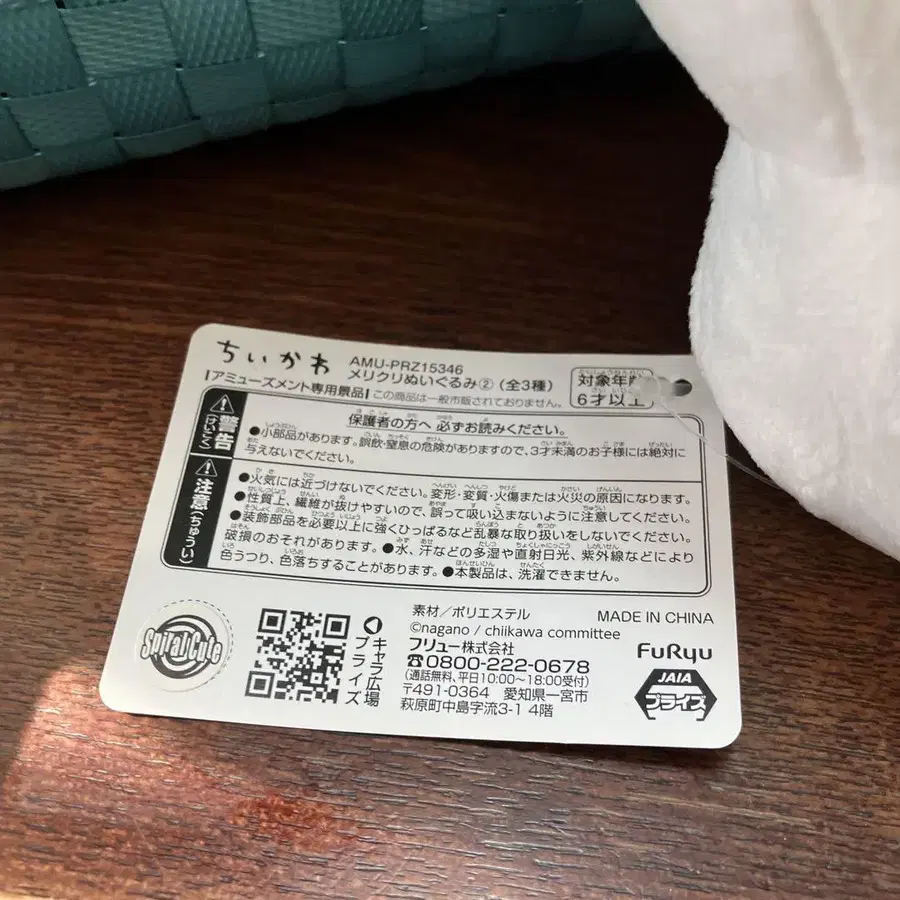 ちいかわ
AMU-PRZ15346
メリクリぬいぐるみ②(全3種)
アミューズメント専用景品
この商品は一般市販されておりません。
対象年齢
6才以上
警告
(けいこく)
保護者の方へ 必ずお読みください。
●小部品があります。誤飲・窒息の危険がありますので、3才未満のお子様には絶対に
与えないでください。
注意(ちゅうい)
●火気には近づけないでください。変形・変質・火傷または火災の原因になります。
●性質上、繊維が抜けやすいので、誤って吸い込まないように注意してください。
●装飾部品を必要以上に強くひっぱるなど乱暴な取り扱いをしないでください。
破損のおそれがあります。●水、汗などの多湿や直射日光、紫外線などにより
色うつり、色落ちすることがあります。●本製品は、洗濯できません。
SpiralCute
キャラ広場
プライズ
素材/ポリエステル
MADE IN CHINA
©nagano / chiikawa committee
フリュー株式会社
☎0800-222-0678
(通話無料、平日10:00~18:00受付)
〒491-0364 愛知県一宮市
萩原町中島字流3-1 4階
FuRyu
JAIA
プライズ